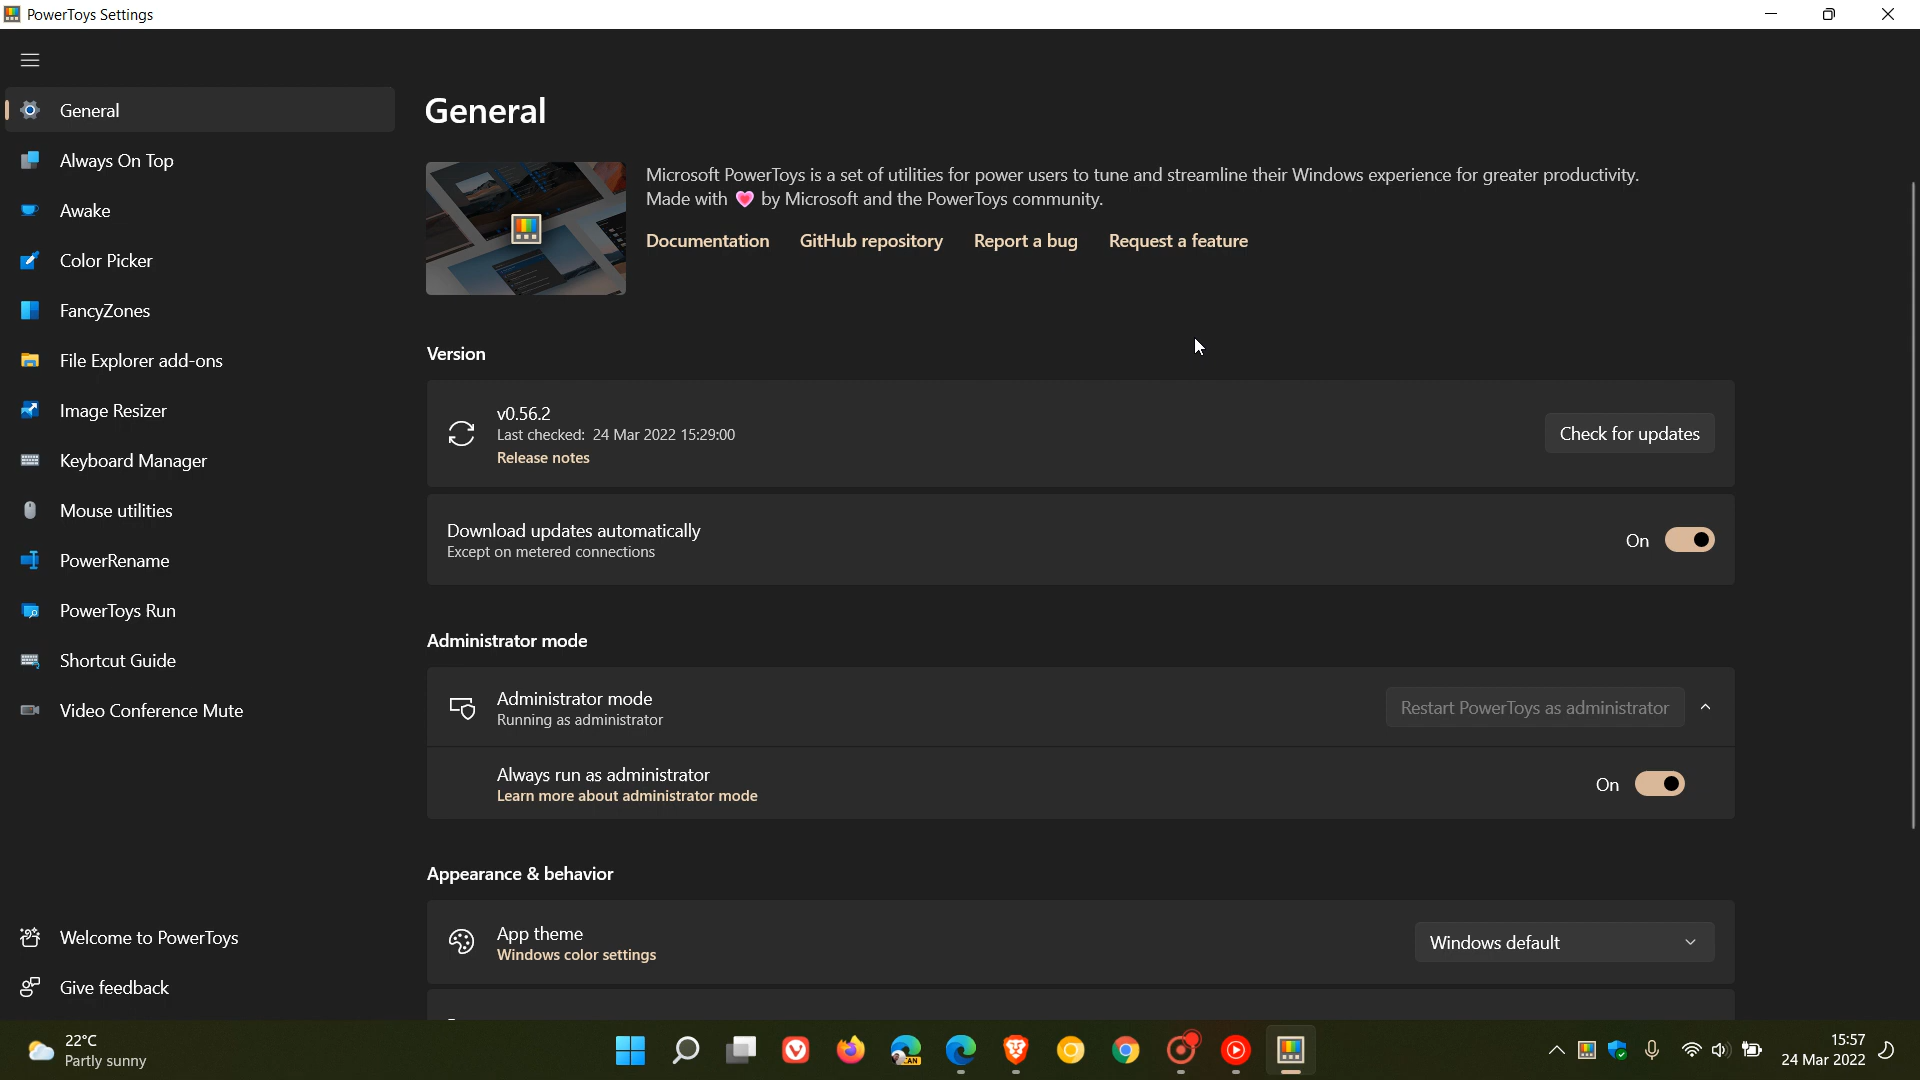 PowerToys Settings
General
Always On Top
Awake
Color Picker
FancyZones
File Explorer add-ons
Image Resizer
Keyboard Manager
Mouse utilities
PowerRename
PowerToys Run
Shortcut Guide
Video Conference Mute
Welcome to PowerToys
Give feedback
General
Microsoft PowerToys is a set of utilities for power users to tune and streamline their Windows experience for greater productivity.
Made with 💗 by Microsoft and the PowerToys community.
Documentation GitHub repository Report a bug Request a feature
Version
v0.56.2
Last checked: 24 Mar 2022 15:29:00
Release notes
Check for updates
Download updates automatically
Except on metered connections
On
Administrator mode
Administrator mode
Running as administrator
Restart PowerToys as administrator
Always run as administrator
Learn more about administrator mode
On
Appearance & behavior
App theme
Windows color settings
Windows default
22°C
Partly sunny
CAN
15:57
24 Mar 2022